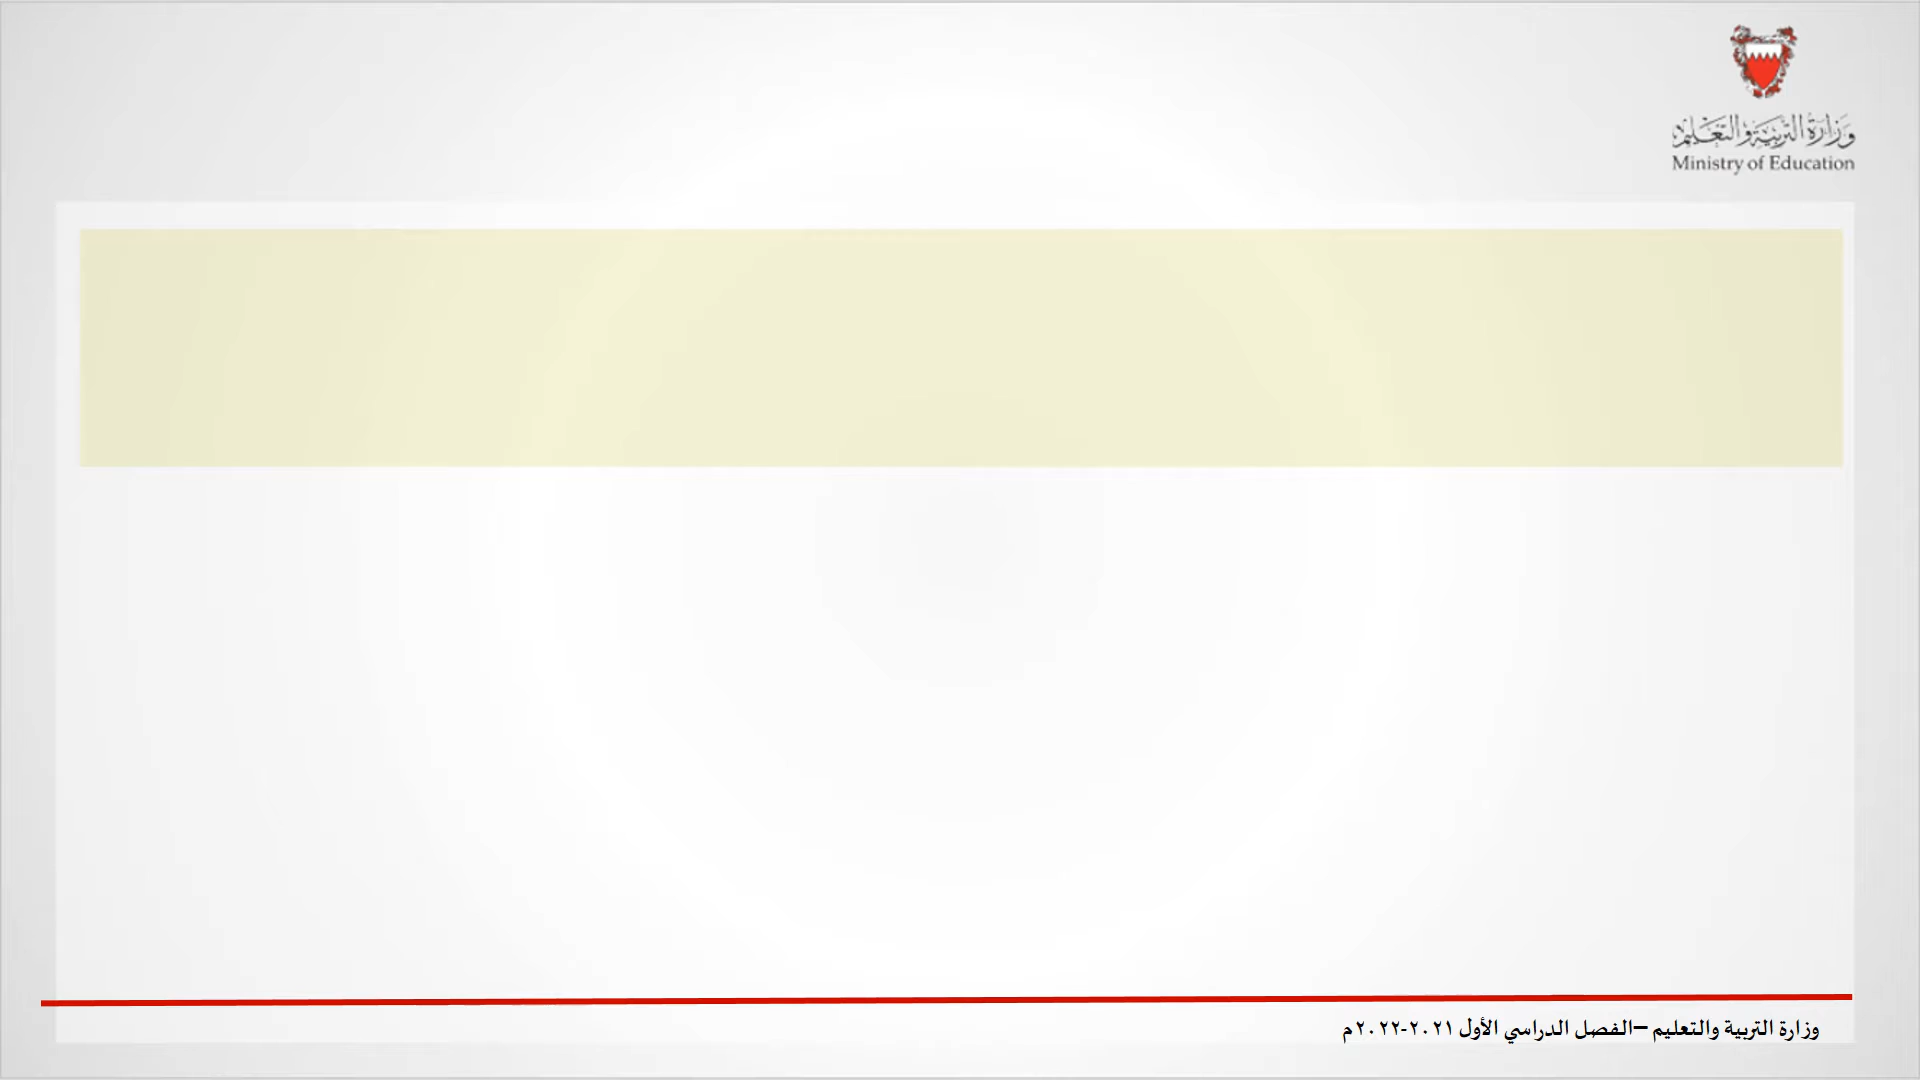 وزارة التربية والتعليم
Ministry of Education
وزارة التربية والتعليم –الفصل الدراسي الأول ٢٠٢١-٢٠٢٢م